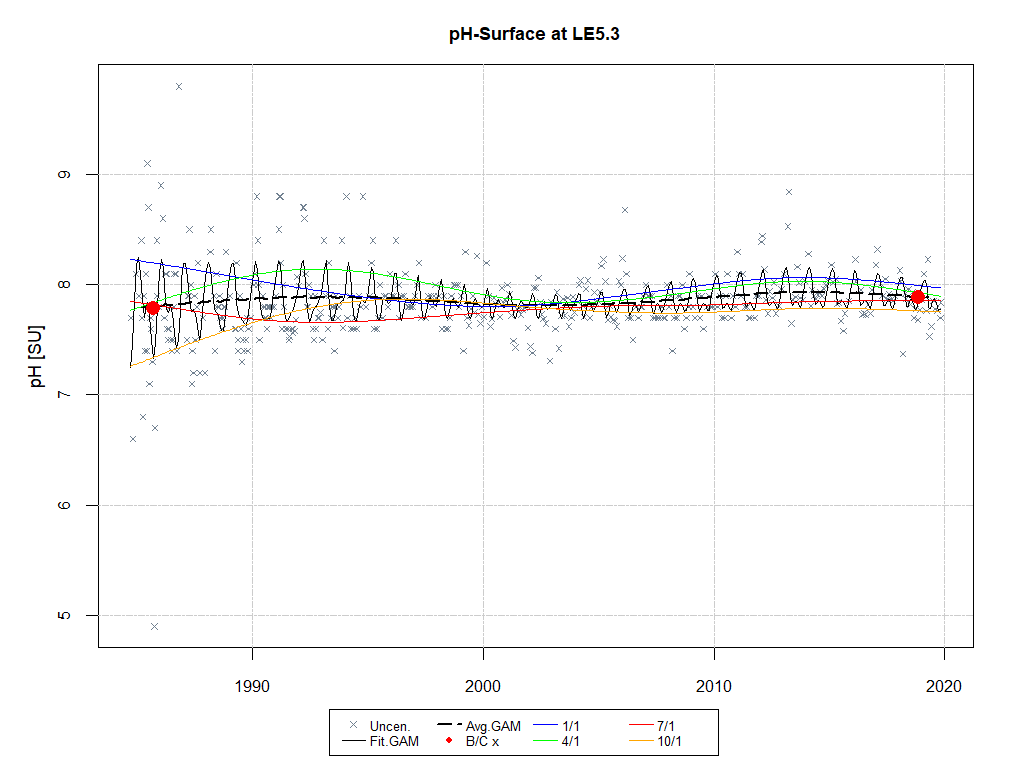 pH-Surface at LE5.3
pH [SU]
9
8
7
6
5
1990 2000 2010 2020
Uncen. Avg.GAM 1/1 7/1
Fit.GAM B/C x 4/1 10/1